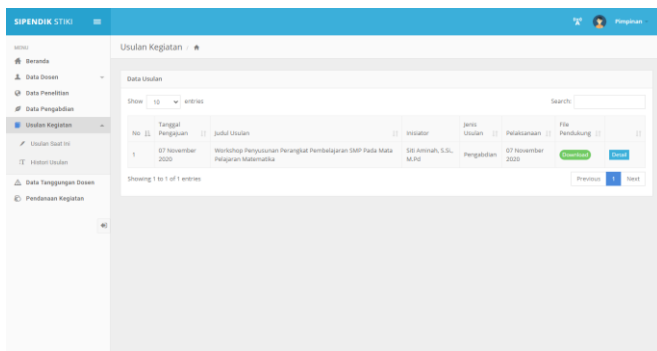 SIPENDIK STIKI
Pimpinan
MENU
Beranda
Data Dosen
Data Penelitian
Data Pengabdian
Usulan Kegiatan
Usulan Saat Ini
Histori Usulan
Data Tanggungan Dosen
Pendanaan Kegiatan
Usulan Kegiatan /
Data Usulan
Show 10 entries
Search:
No
Tanggal Pengajuan
Judul Usulan
Inisiator
Jenis Usulan
Pelaksanaan
File Pendukung
1
07 November 2020
Workshop Penyusunan Perangkat Pembelajaran SMP Pada Mata Pelajaran Matematika
Siti Aminah, S.Si., M.Pd
Pengabdian
07 November 2020
Download
Detail
Showing 1 to 1 of 1 entries
Previous 1 Next